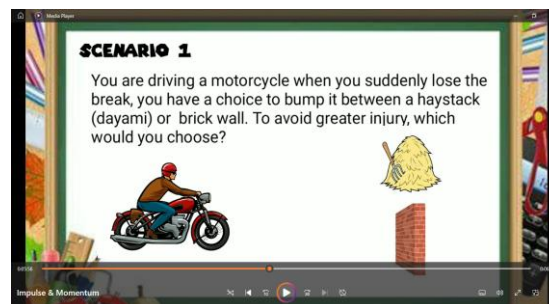 Media Player
SCENARIO 1
You are driving a motorcycle when you suddenly lose the
break, you have a choice to bump it between a haystack
(dayami) or brick wall. To avoid greater injury, which
would you choose?
Impulse & Momentum